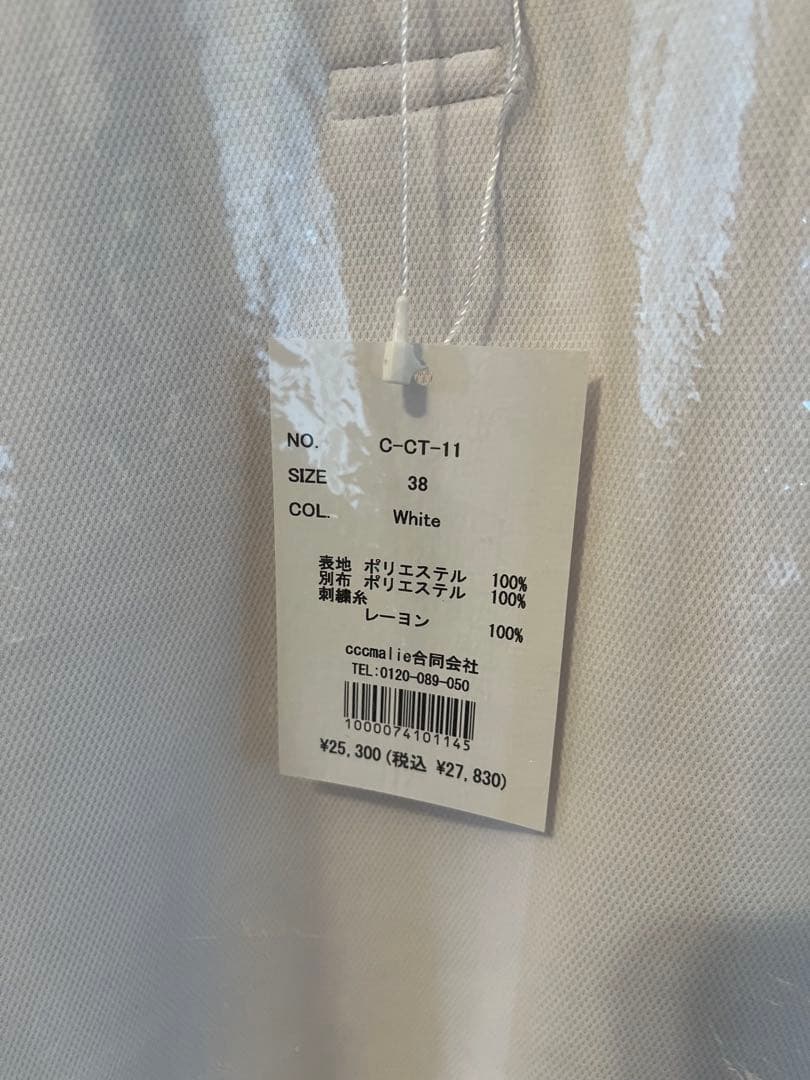 NO. C-CT-11
SIZE 38
COL. White
表地 ポリエステル 100%
別布 ポリエステル 100%
刺繍糸
レーヨン 100%
cccmalie合同会社
TEL:0120-089-050
1000074101145
¥25,300(税込 ¥27,830)